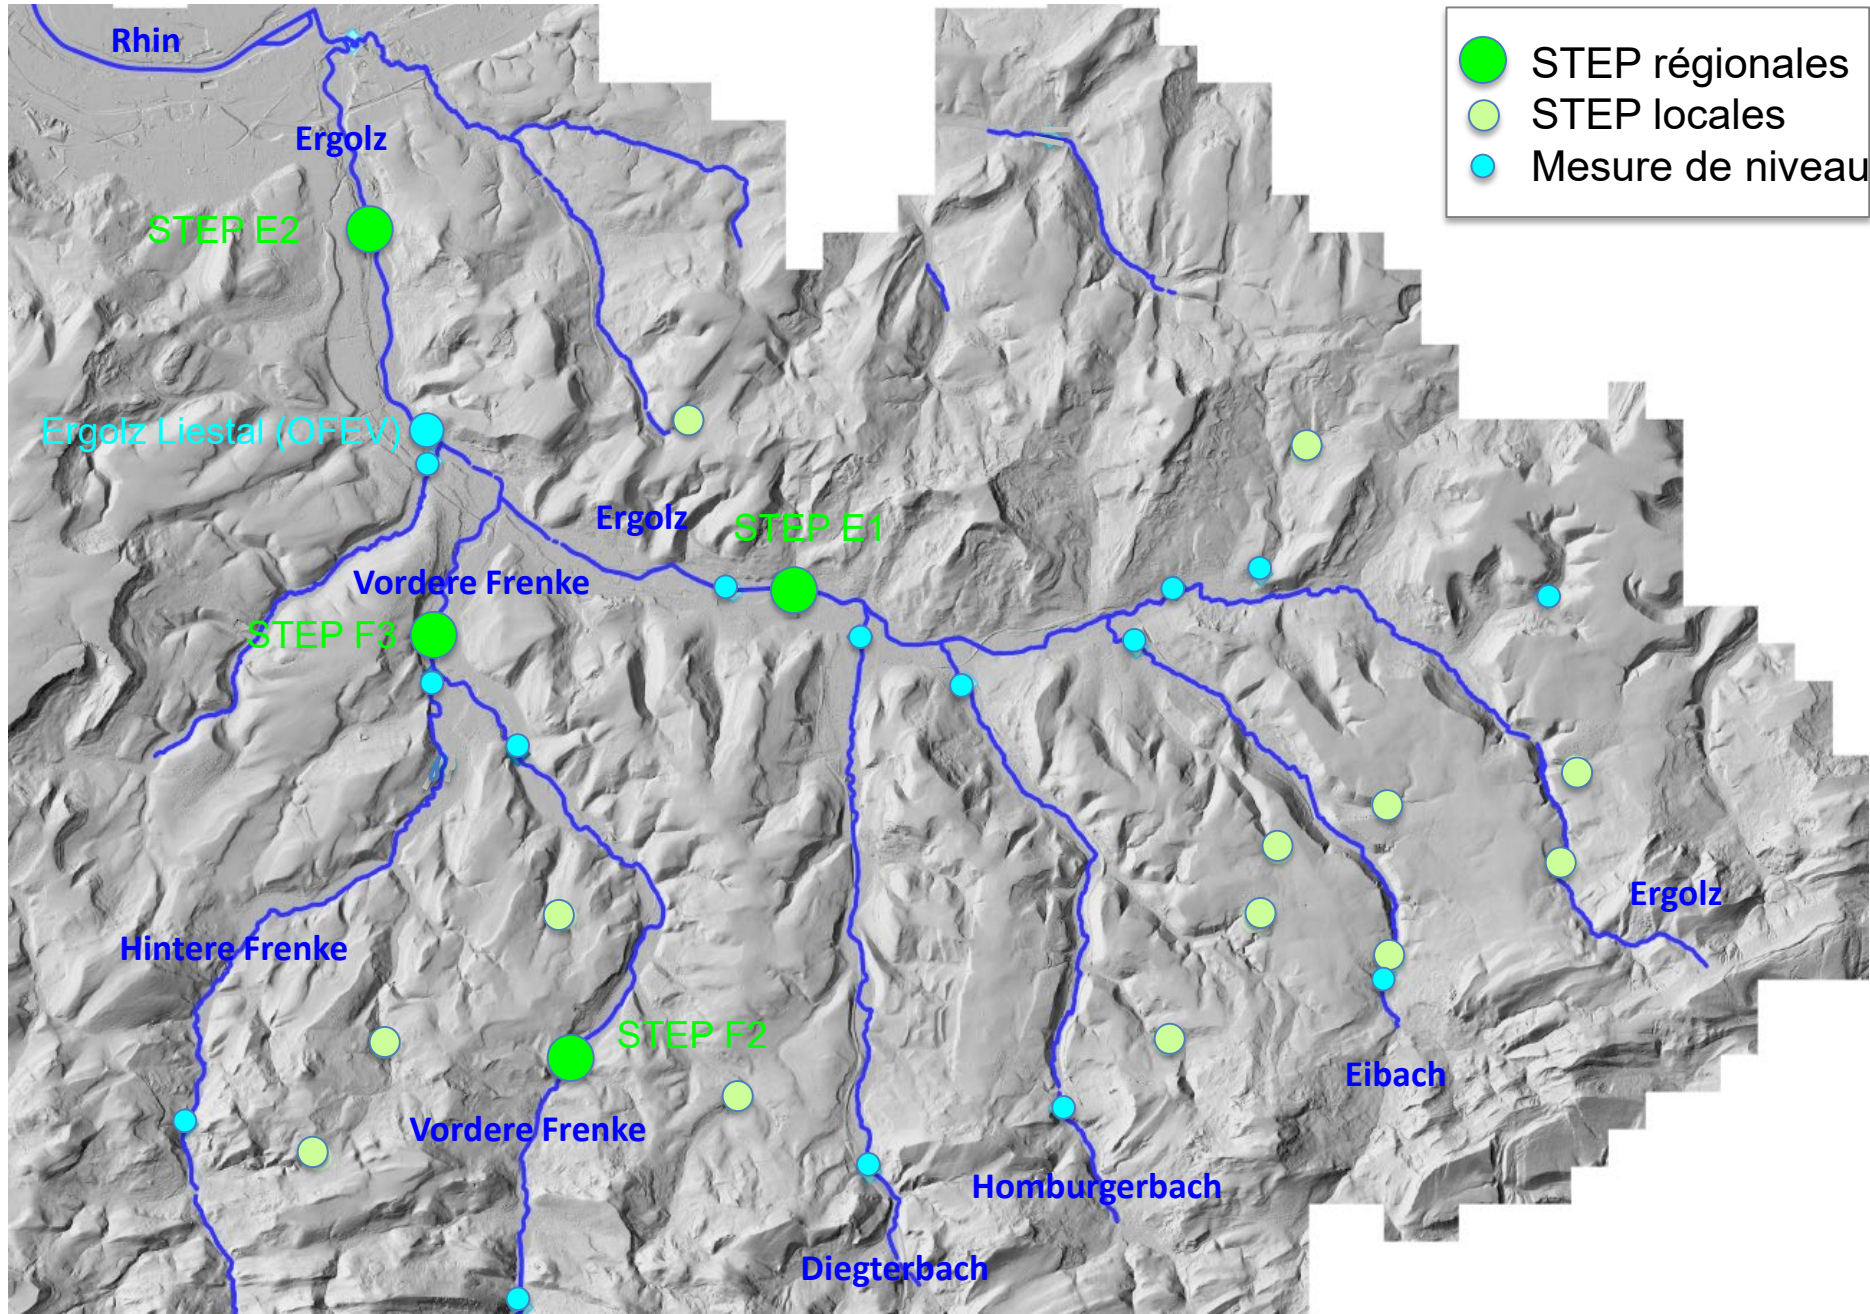 Rhin
STEP régionales
STEP locales
Mesure de niveau
Ergolz
STEP E2
Ergolz Liestal (OFEV)
Ergolz
STEP E1
Vordere Frenke
STEP F3
Ergolz
Hintere Frenke
STEP F2
Eibach
Vordere Frenke
Homburgerbach
Diegterbach